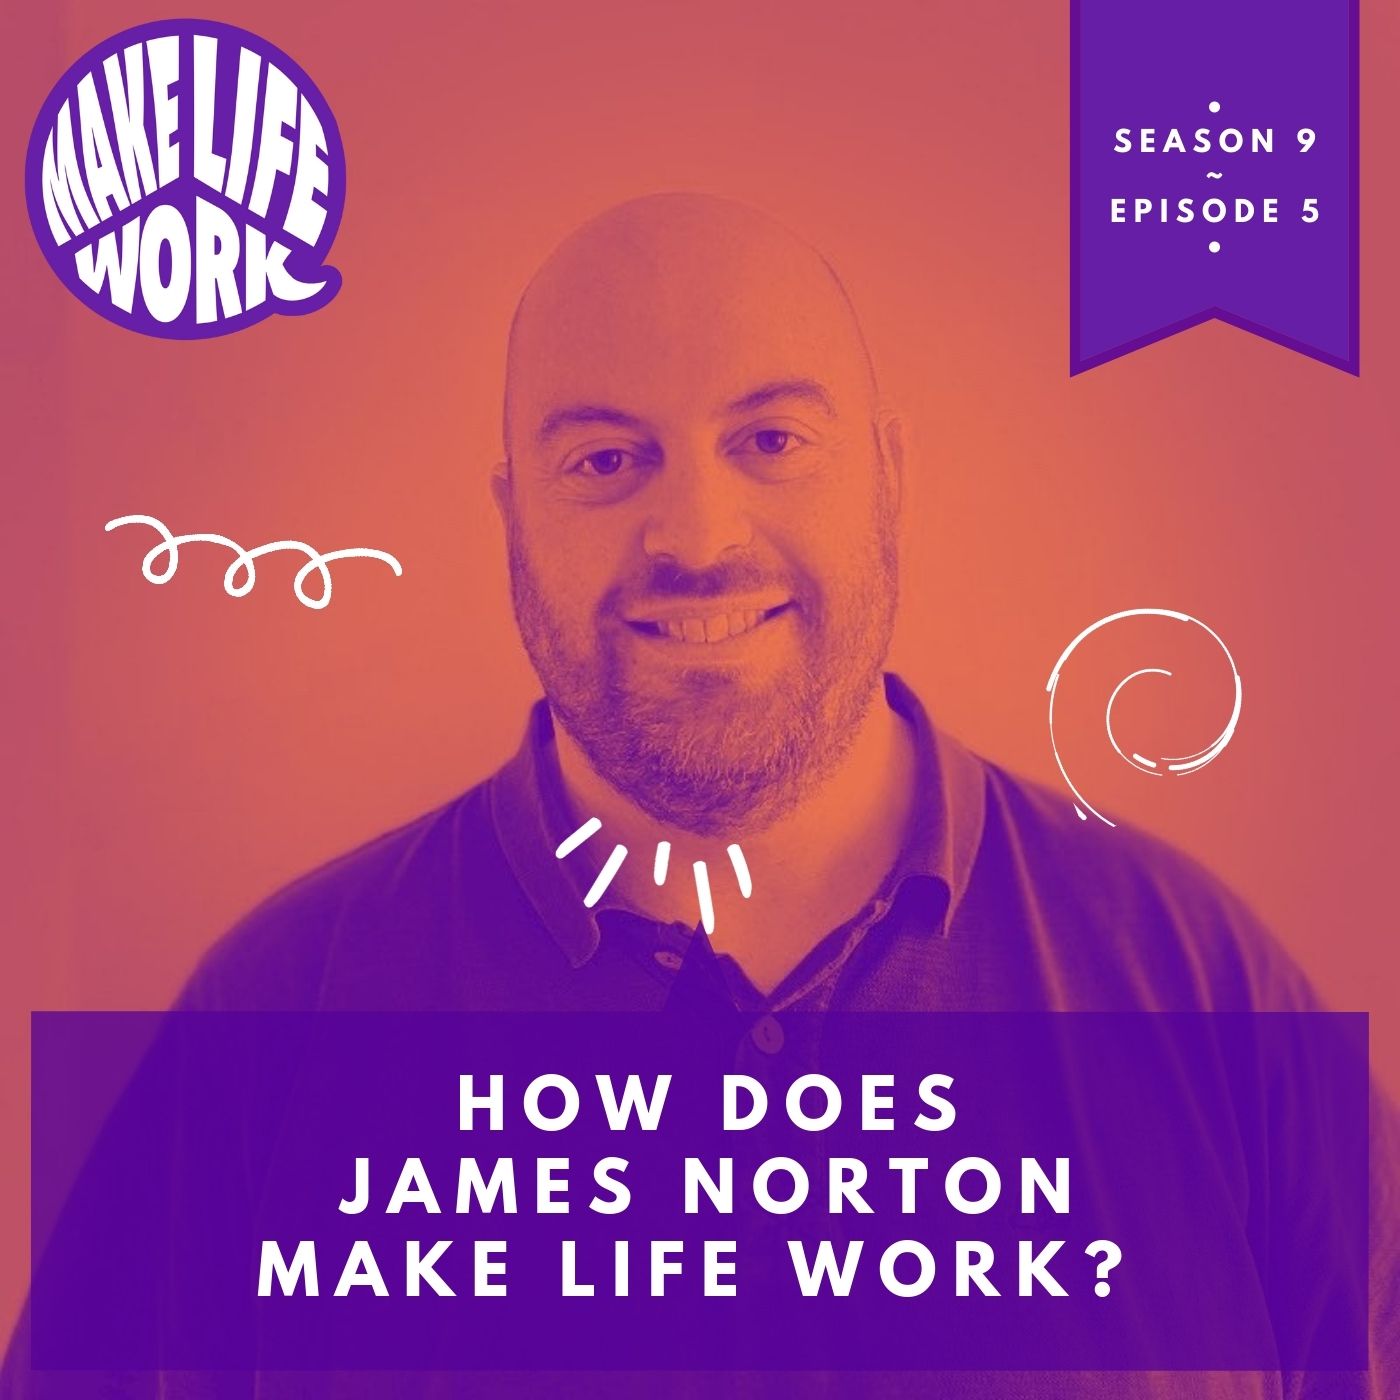 MAKE LIFE
WORK
•
SEASON 9
~
EPISODE 5
•
HOW DOES
JAMES NORTON
MAKE LIFE WORK?